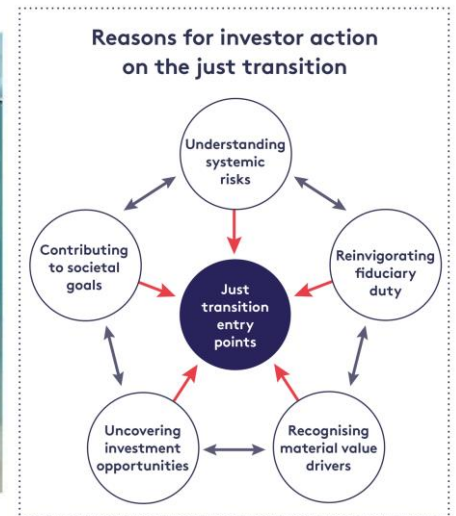 Reasons for investor action
on the just transition
Understanding
systemic
risks
Contributing
to societal
goals
Reinvigorating
fiduciary
duty
Just
transition
entry
points
Uncovering
investment
opportunities
Recognising
material value
drivers